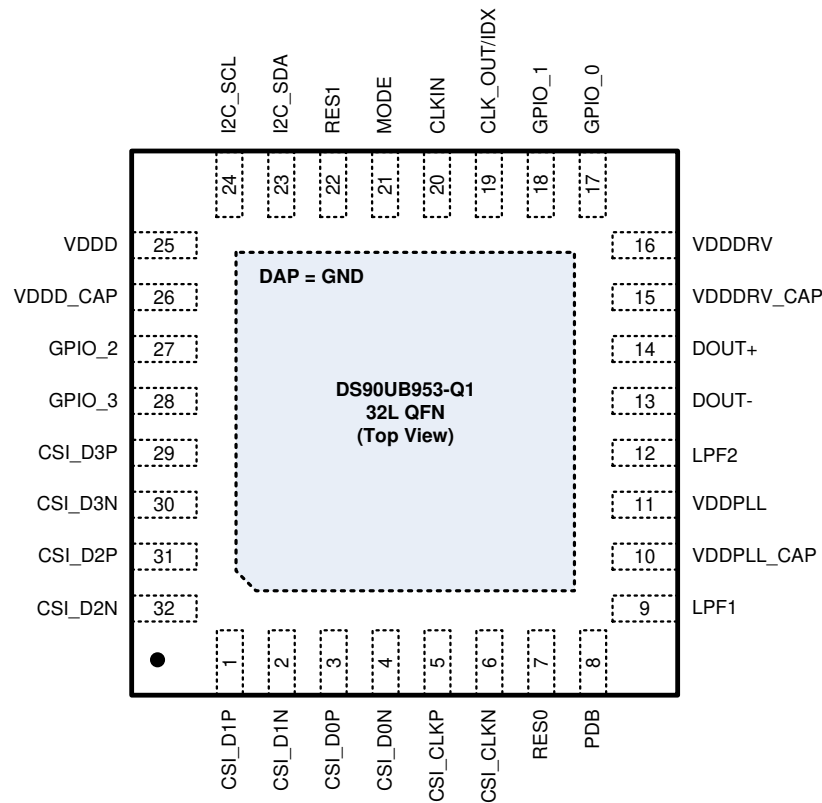 I2C_SCL
I2C_SDA
RES1
MODE
CLKIN
CLK_OUT/IDX
GPIO_1
GPIO_0
24
23
22
21
20
19
18
17
VDDD 25
VDDD_CAP 26
GPIO_2 27
GPIO_3 28
CSI_D3P 29
CSI_D3N 30
CSI_D2P 31
CSI_D2N 32
DAP = GND
DS90UB953-Q1
32L QFN
(Top View)
16 VDDDRV
15 VDDDRV_CAP
14 DOUT+
13 DOUT-
12 LPF2
11 VDDPLL
10 VDDPLL_CAP
9 LPF1
1
2
3
4
5
6
7
8
CSI_D1P
CSI_D1N
CSI_D0P
CSI_D0N
CSI_CLKP
CSI_CLKN
RES0
PDB